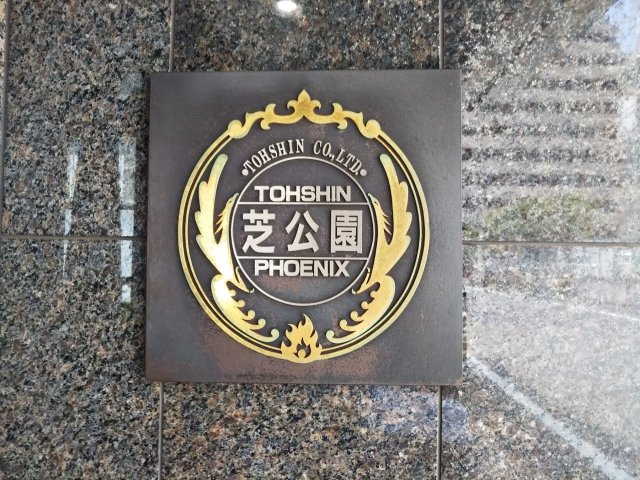 •TOHSHIN CO.,LTD.•
TOHSHIN
芝公園
PHOENIX